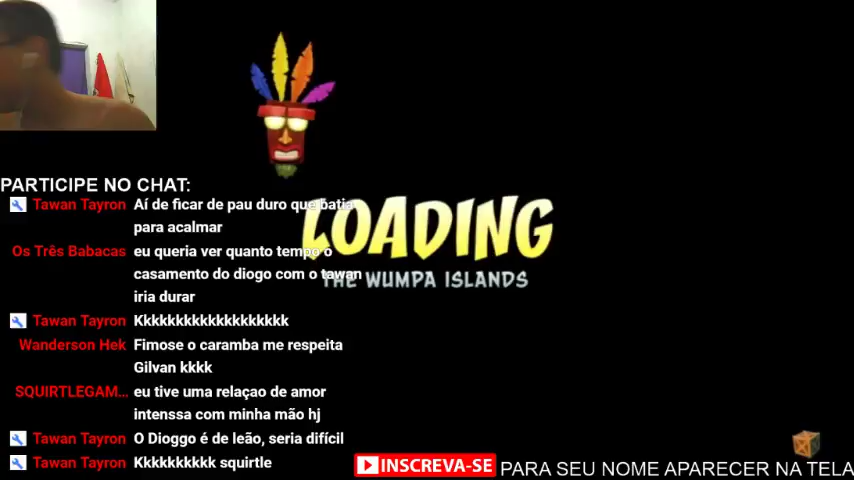 PARTICIPE NO CHAT:
Tawan Tayron Aí de ficar de pau duro que batia
para acalmar
Os Três Babacas eu queria ver quanto tempo o
casamento do diogo com o tawan
iria durar
Tawan Tayron Kkkkkkkkkkkkkkkkkkk
Wanderson Hek Fimose o caramba me respeita
Gilvan kkkk
SQUIRTLEGAM... eu tive uma relaçao de amor
intenssa com minha mão hj
Tawan Tayron O Dioggo é de leão, seria difícil
Tawan Tayron Kkkkkkkkkk squirtle
LOADING
THE WUMPA ISLANDS
INSCREVA-SE PARA SEU NOME APARECER NA TELA